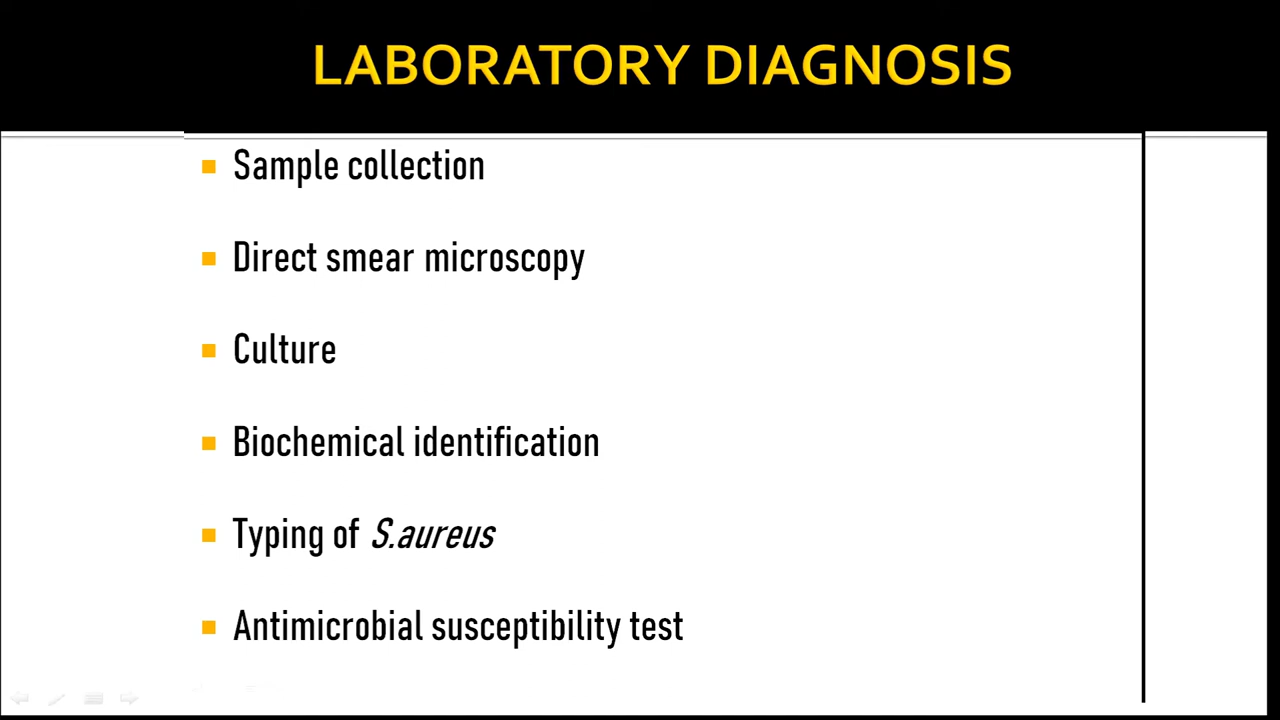 LABORATORY DIAGNOSIS
Sample collection
Direct smear microscopy
Culture
Biochemical identification
Typing of S.aureus
Antimicrobial susceptibility test